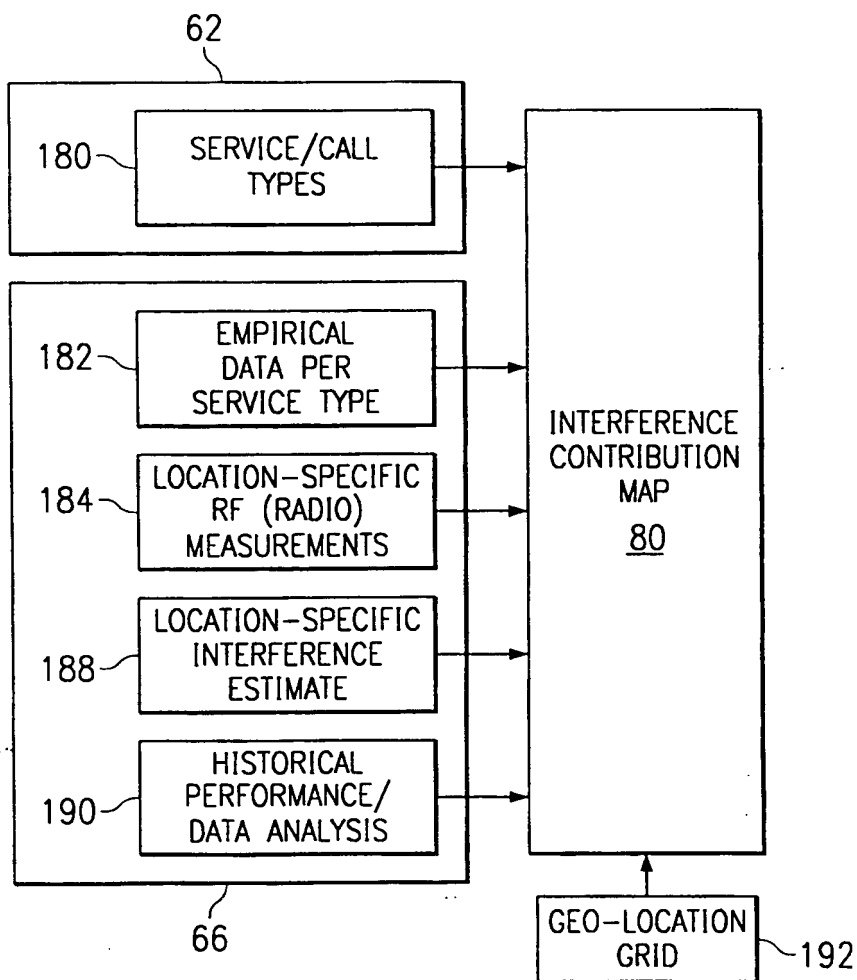 62
180
SERVICE/CALL
TYPES
182
EMPIRICAL
DATA PER
SERVICE TYPE
184
LOCATION-SPECIFIC
RF (RADIO)
MEASUREMENTS
188
LOCATION-SPECIFIC
INTERFERENCE
ESTIMATE
190
HISTORICAL
PERFORMANCE/
DATA ANALYSIS
66
INTERFERENCE
CONTRIBUTION
MAP
80
GEO-LOCATION
GRID
192